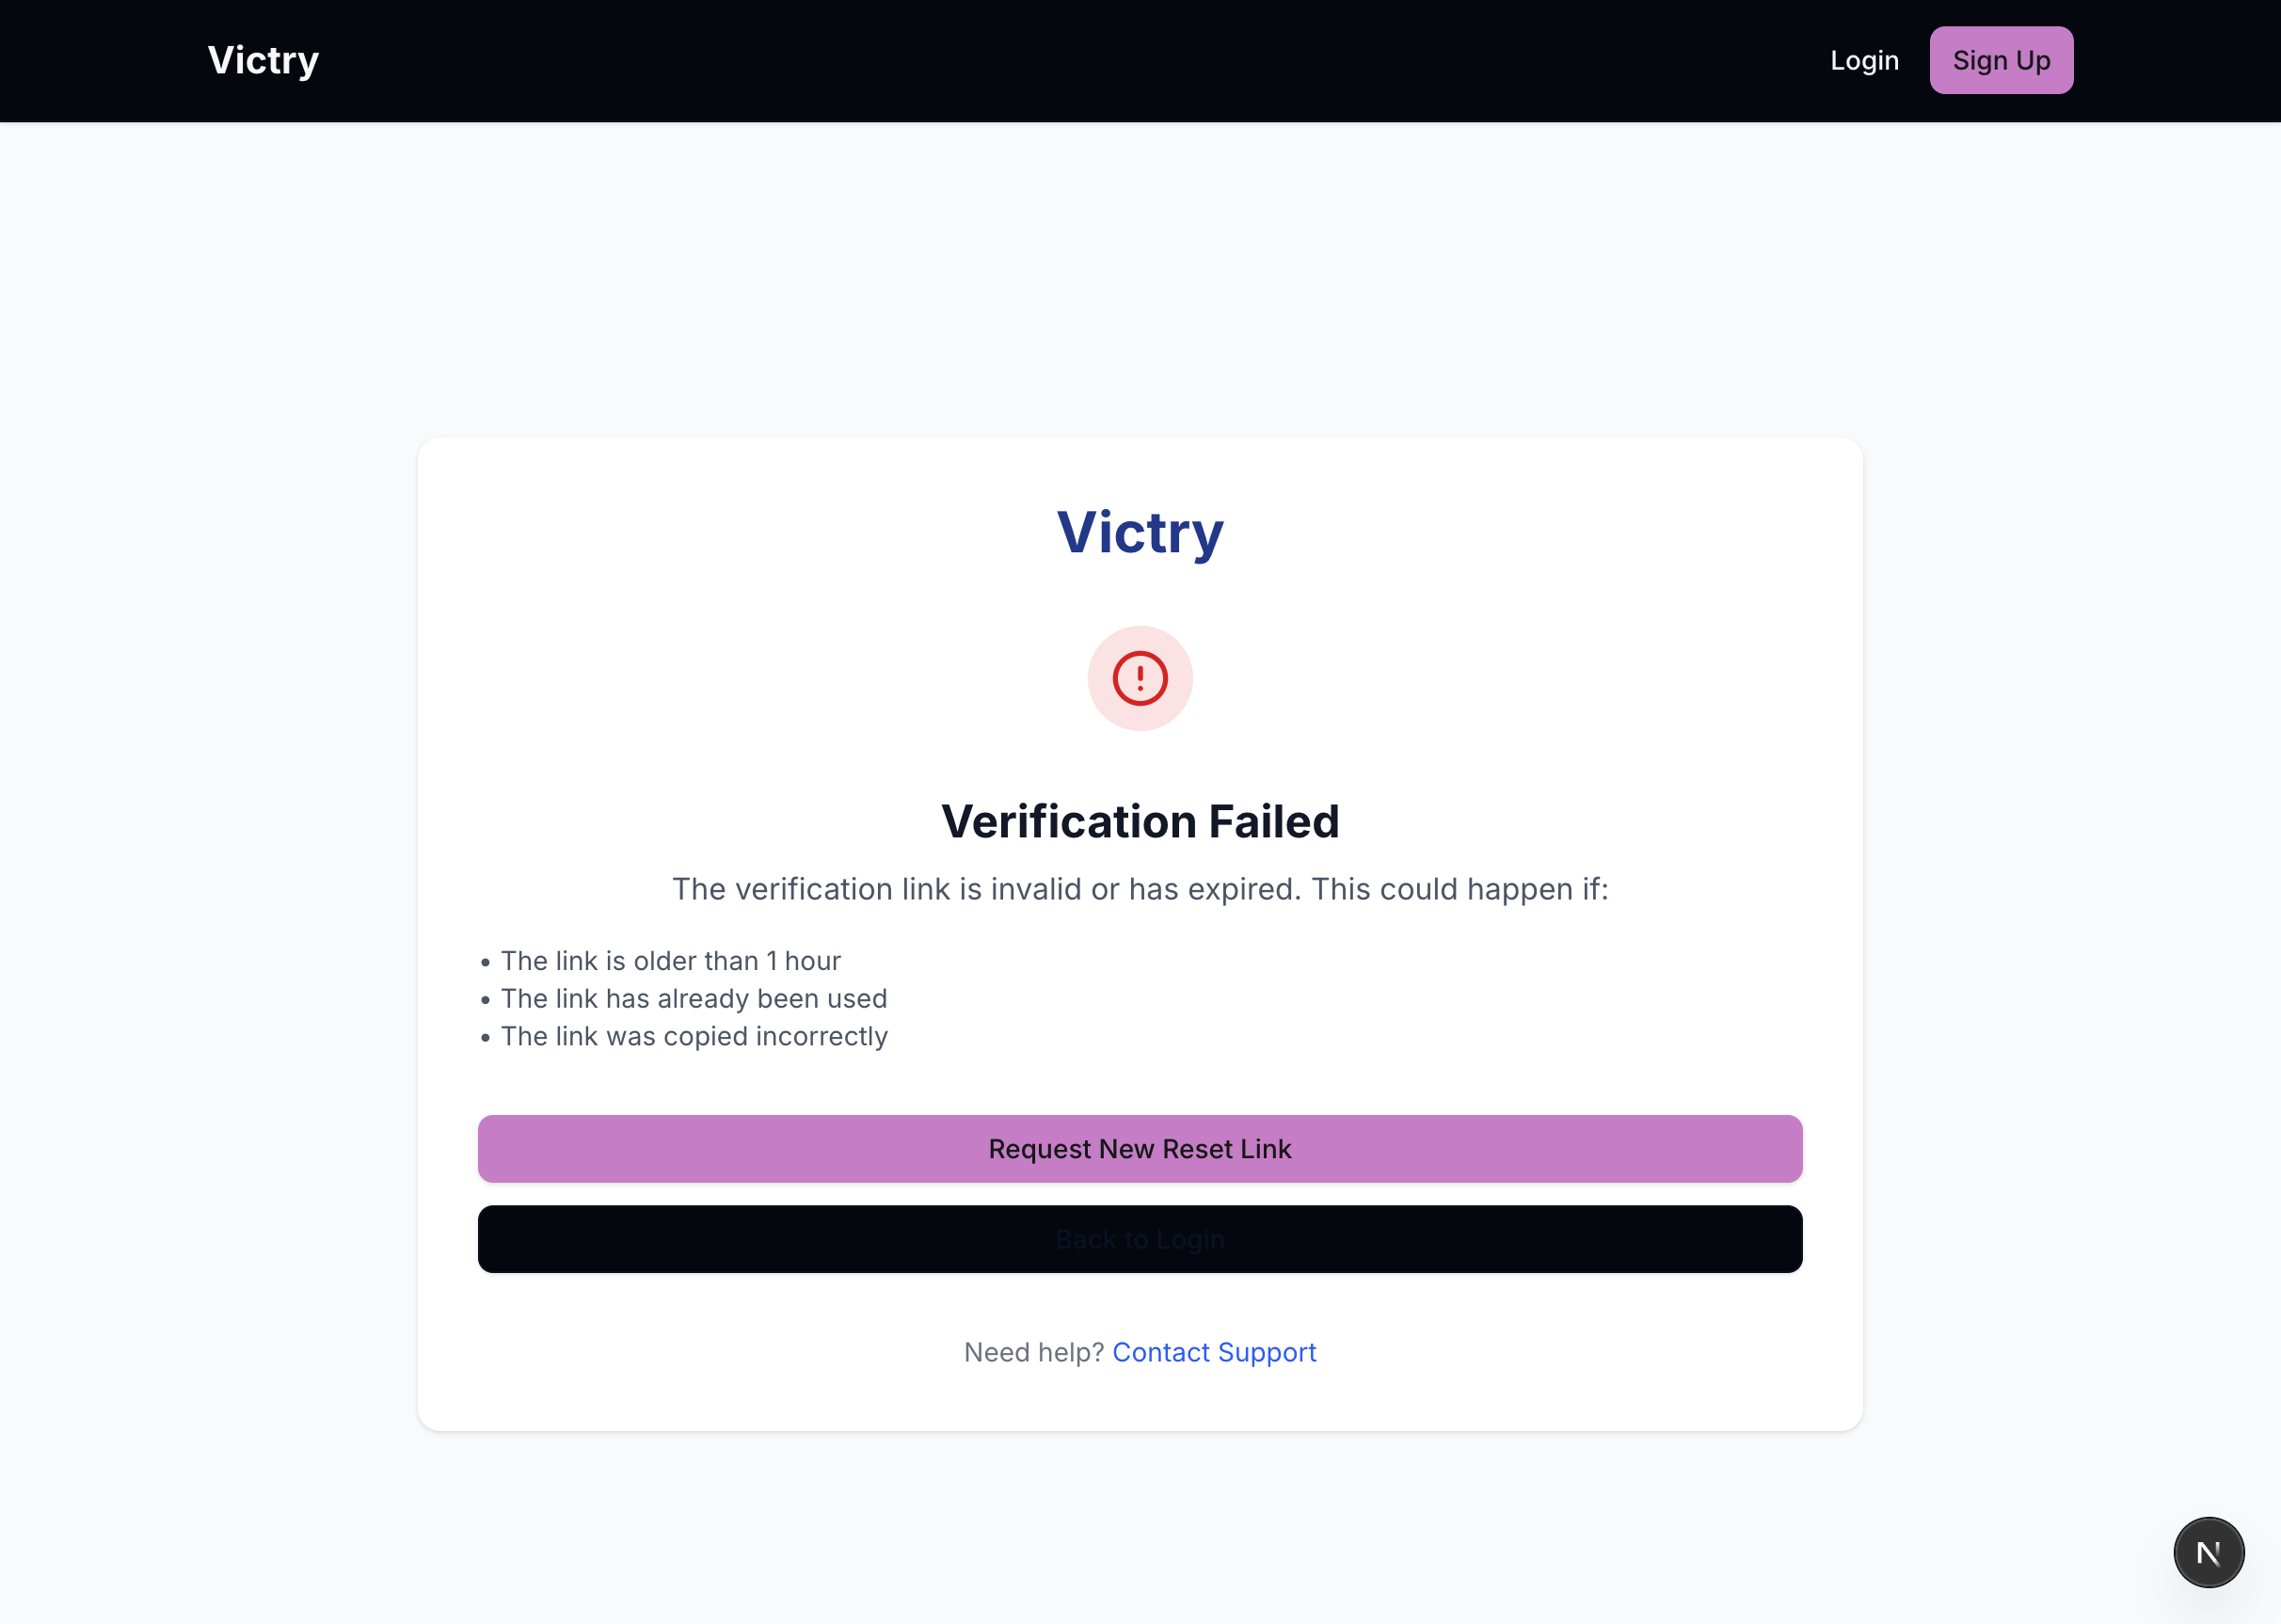 Victry
Login
Sign Up
Victry
Verification Failed
The verification link is invalid or has expired. This could happen if:
• The link is older than 1 hour
• The link has already been used
• The link was copied incorrectly
Request New Reset Link
Back to Login
Need help? Contact Support
N